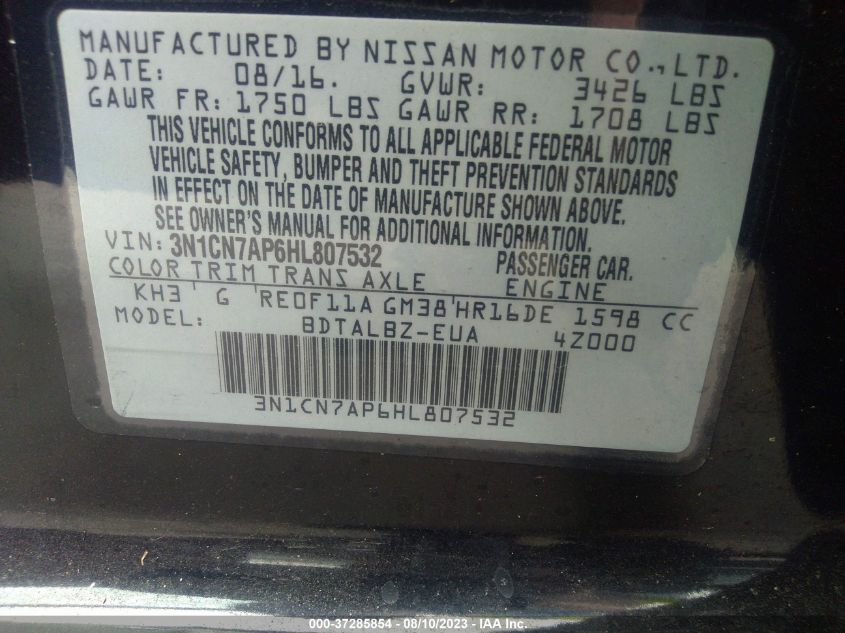 MANUFACTURED BY NISSAN MOTOR CO., LTD.
DATE: 08/16. GVWR: 3426 LBS
GAWR FR: 1750 LBS GAWR RR: 1708 LBS
THIS VEHICLE CONFORMS TO ALL APPLICABLE FEDERAL MOTOR
VEHICLE SAFETY, BUMPER AND THEFT PREVENTION STANDARDS
IN EFFECT ON THE DATE OF MANUFACTURE SHOWN ABOVE.
SEE OWNER'S MANUAL FOR ADDITIONAL INFORMATION.
VIN: 3N1CN7AP6HL807532 PASSENGER CAR.
COLOR TRIM TRANS AXLE ENGINE
KH3 ' G 'RE0F11A GM38'HR16DE 1598 CC
MODEL: BDTALBZ-EUA 4Z000
3N1CN7AP6HL807532
000-37285854 - 08/10/2023 - IAA Inc.